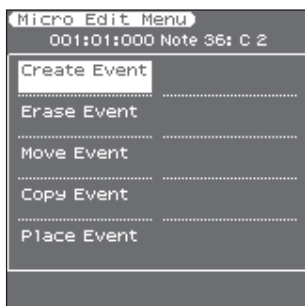 Micro Edit Menu
001:01:000 Note 36: C 2
Create Event
Erase Event
Move Event
Copy Event
Place Event